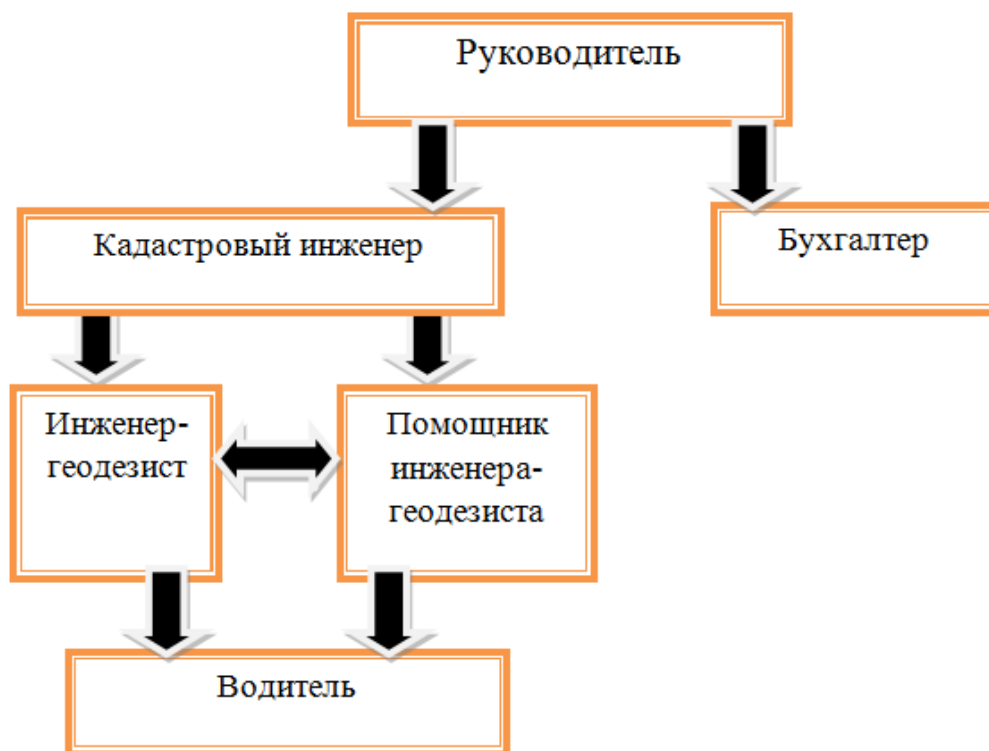 Руководитель
Кадастровый инженер
Бухгалтер
Инженер-
геодезист
Помощник
инженера-
геодезиста
Водитель